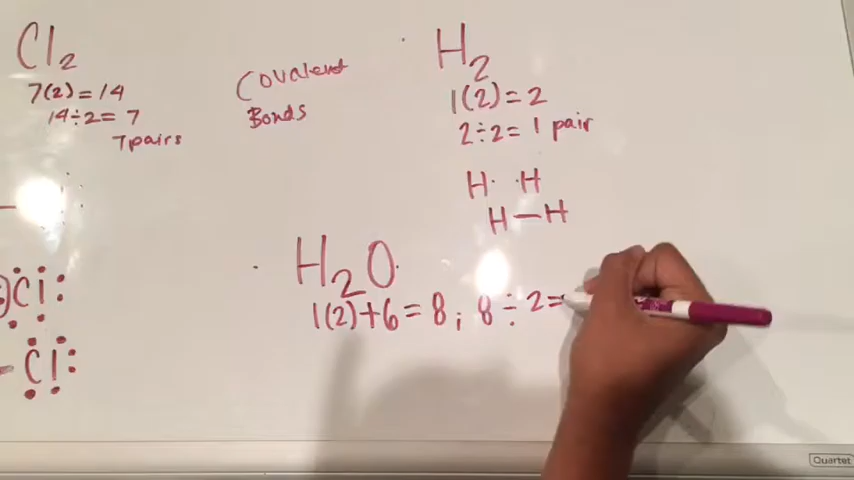 Cl2
7(2)=14
14÷2=7
7pairs
Cl
Cl
Covalent
Bonds
H2
1(2)=2
2÷2=1 pair
H· ·H
H—H
H2O
1(2)+6=8; 8÷2=
Quartet